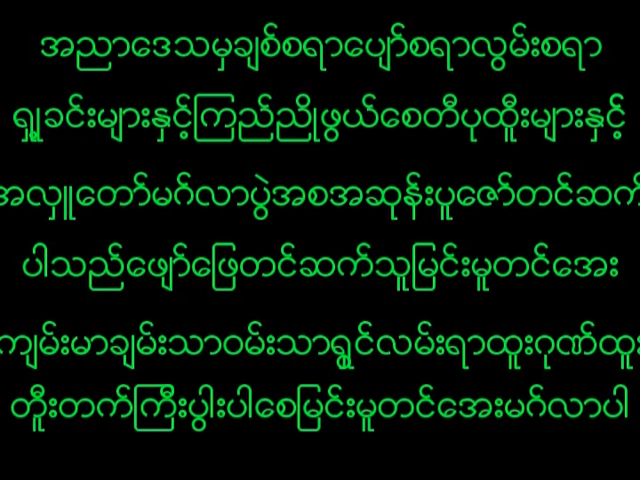 အညာဒေသမှချစ်စရာပျော်စရာလွမ်းစရာ
ရှုခင်းများနှင့်ကြည်ညိုဖွယ်စေတီပုထိုးများနှင့်
အလှူတော်မင်္ဂလာပွဲအစအဆုန်းပူဇော်တင်ဆက်
ပါသည်ဖျော်ဖြေတင်ဆက်သူမြင်းမူတင်အေး
ကျမ်းမာချမ်းသာဝမ်းသာရွှင်လမ်းရာထူးဂုဏ်ထူး
တိုးတက်ကြီးပွါးပါစေမြင်းမူတင်အေးမင်္ဂလာပါ